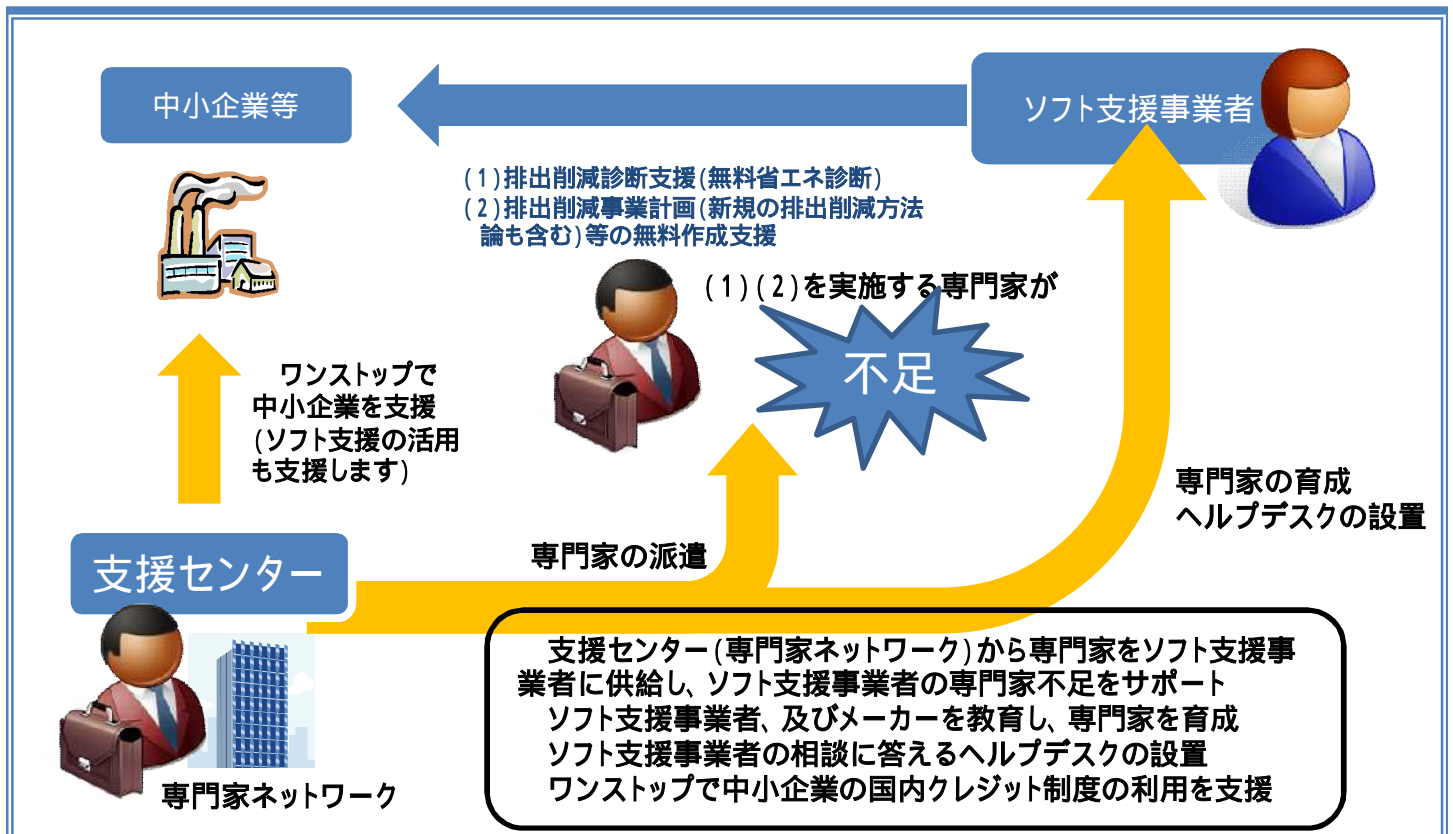 中小企業等
ソフト支援事業者
(1)排出削減診断支援(無料省エネ診断)
(2)排出削減事業計画(新規の排出削減方法
論も含む)等の無料作成支援
(1)(2)を実施する専門家が
不足
ワンストップで
中小企業を支援
(ソフト支援の活用
も支援します)
専門家の育成
ヘルプデスクの設置
専門家の派遣
支援センター
専門家ネットワーク
支援センター(専門家ネットワーク)から専門家をソフト支援事
業者に供給し、ソフト支援事業者の専門家不足をサポート
ソフト支援事業者、及びメーカーを教育し、専門家を育成
ソフト支援事業者の相談に答えるヘルプデスクの設置
ワンストップで中小企業の国内クレジット制度の利用を支援